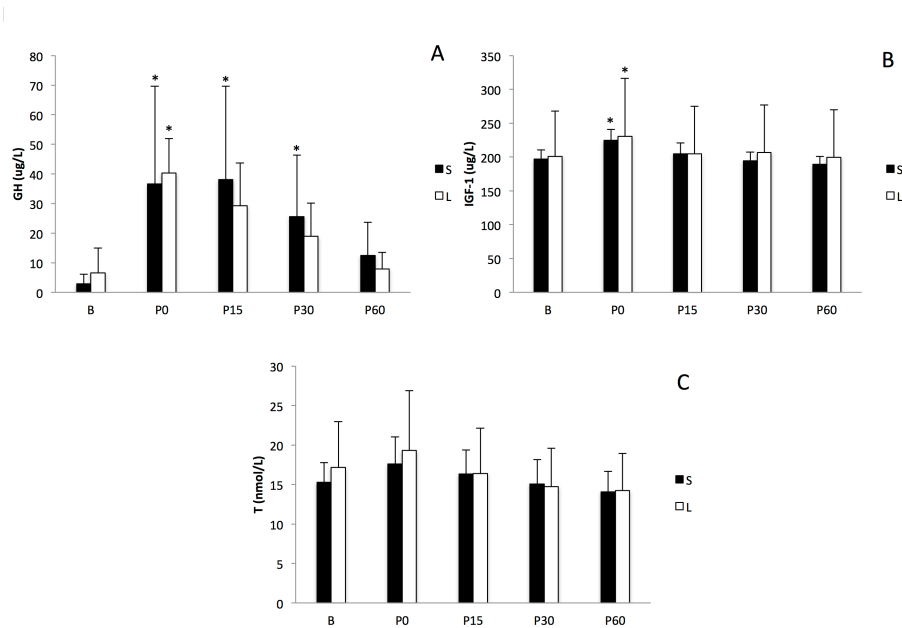 A
80
70
60
50
40
30
20
10
0
GH (ug/L)
* * * *
B P0 P15 P30 P60
S
L
B
350
300
250
200
150
100
50
0
IGF-1 (ug/L)
* *
B P0 P15 P30 P60
S
L
C
30
25
20
15
10
5
0
T (nmol/L)
B P0 P15 P30 P60
S
L